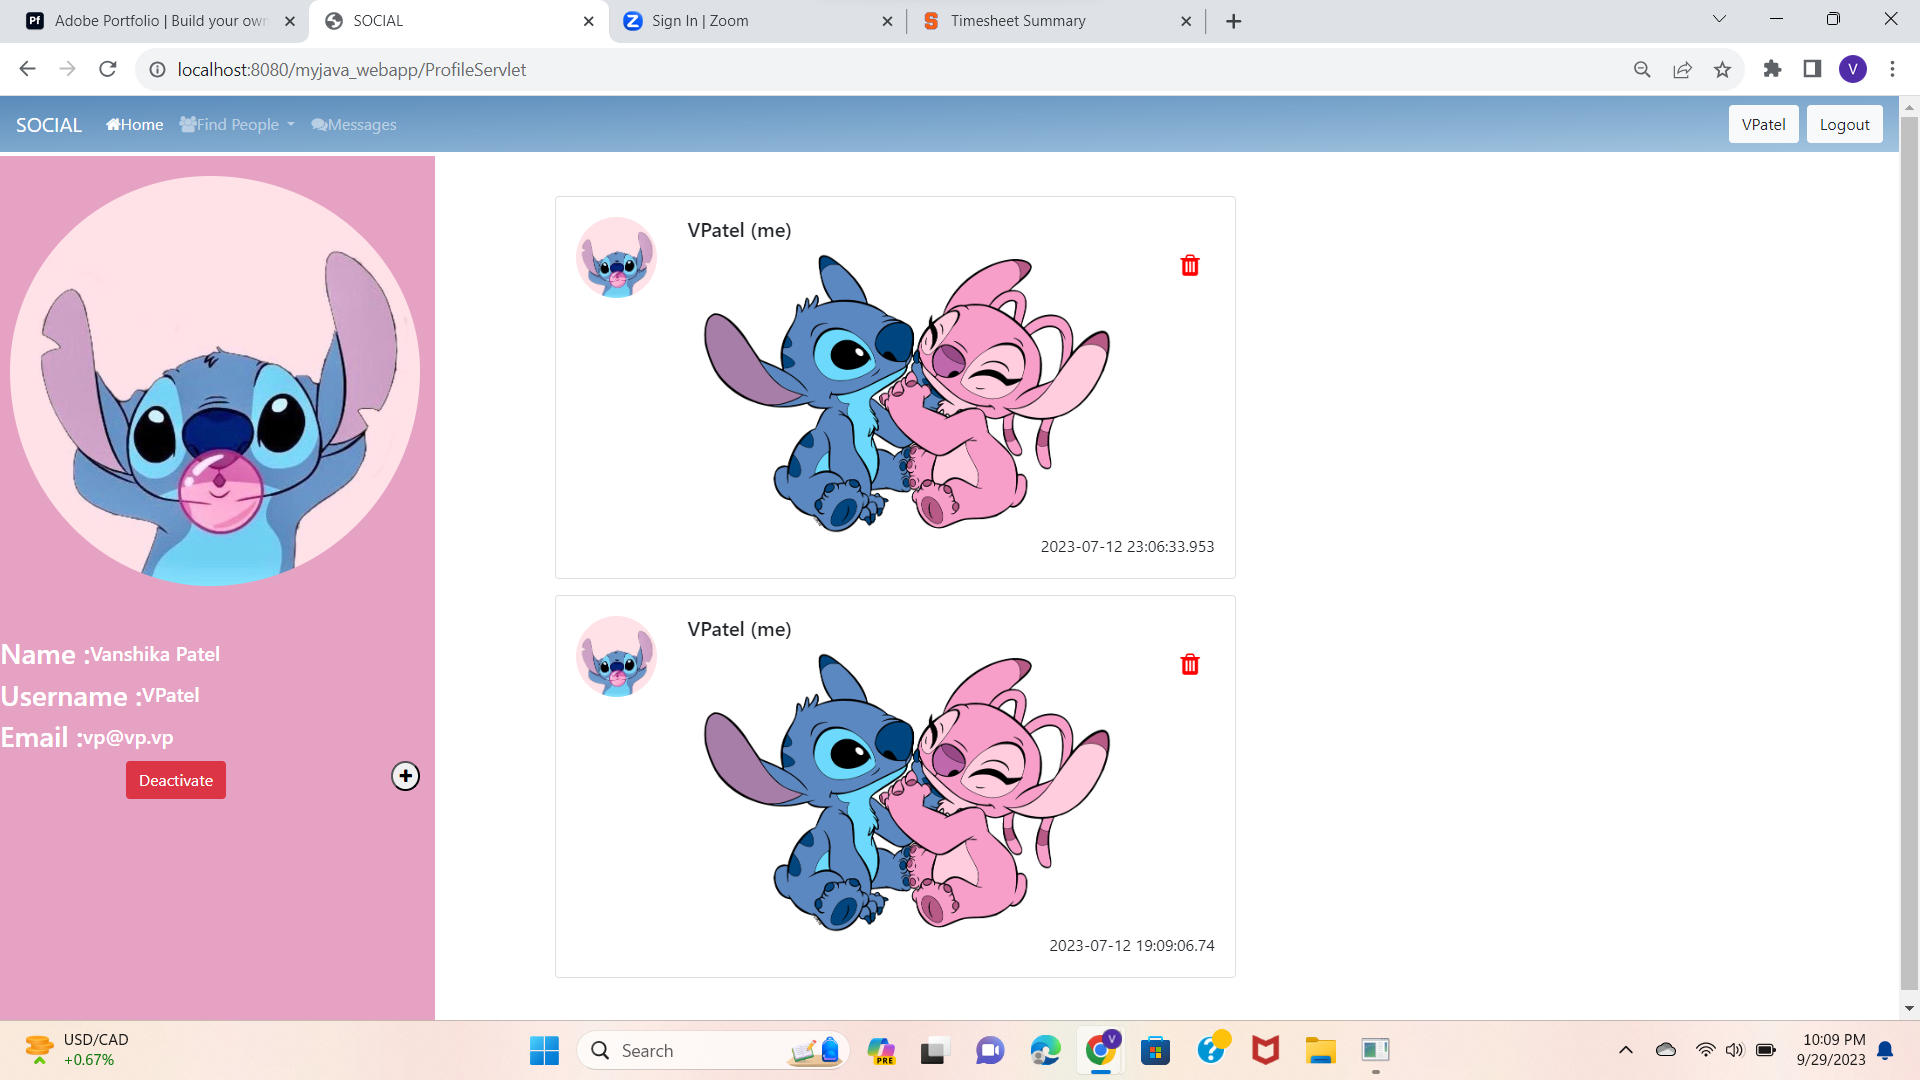 Adobe Portfolio | Build your own
SOCIAL
Sign In | Zoom
Timesheet Summary
localhost:8080/myjava_webapp/ProfileServlet
V
SOCIAL
Home
Find People
Messages
VPatel
Logout
VPatel (me)
2023-07-12 23:06:33.953
VPatel (me)
2023-07-12 19:09:06.74
Name :Vanshika Patel
Username :VPatel
Email :vp@vp.vp
Deactivate
USD/CAD
+0.67%
Search
PRE
V
10:09 PM
9/29/2023